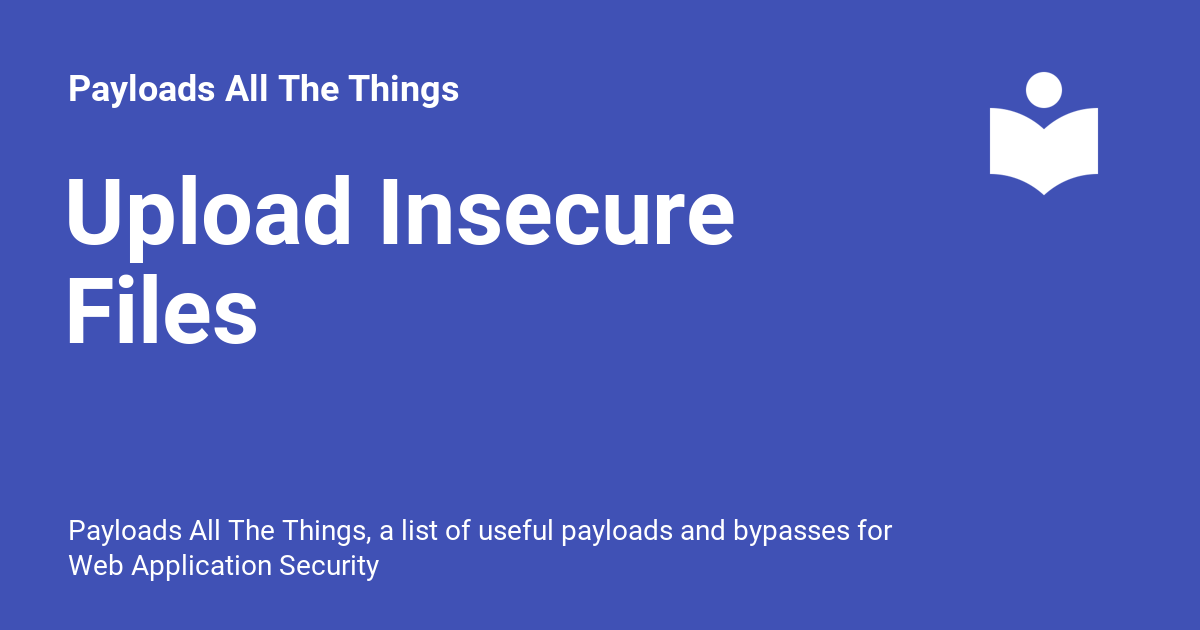 Payloads All The Things
Upload Insecure
Files
Payloads All The Things, a list of useful payloads and bypasses for
Web Application Security